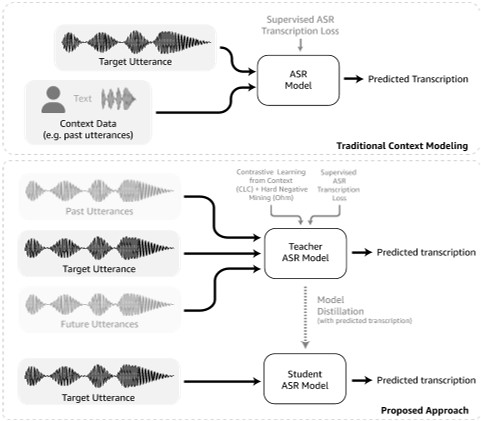 Supervised ASR
Transcription Loss
Target Utterance
ASR
Model
Predicted Transcription
Text
Context Data
(e.g. past utterances)
Traditional Context Modeling
Contrastive Learning
from Context
(CLC) + Hard Negative
Mining (Ohm)
Supervised
ASR
Transcription
Loss
Past Utterances
Target Utterance
Teacher
ASR Model
Predicted transcription
Future Utterances
Model
Distillation
(with predicted transcription)
Target Utterance
Student
ASR Model
Predicted transcription
Proposed Approach